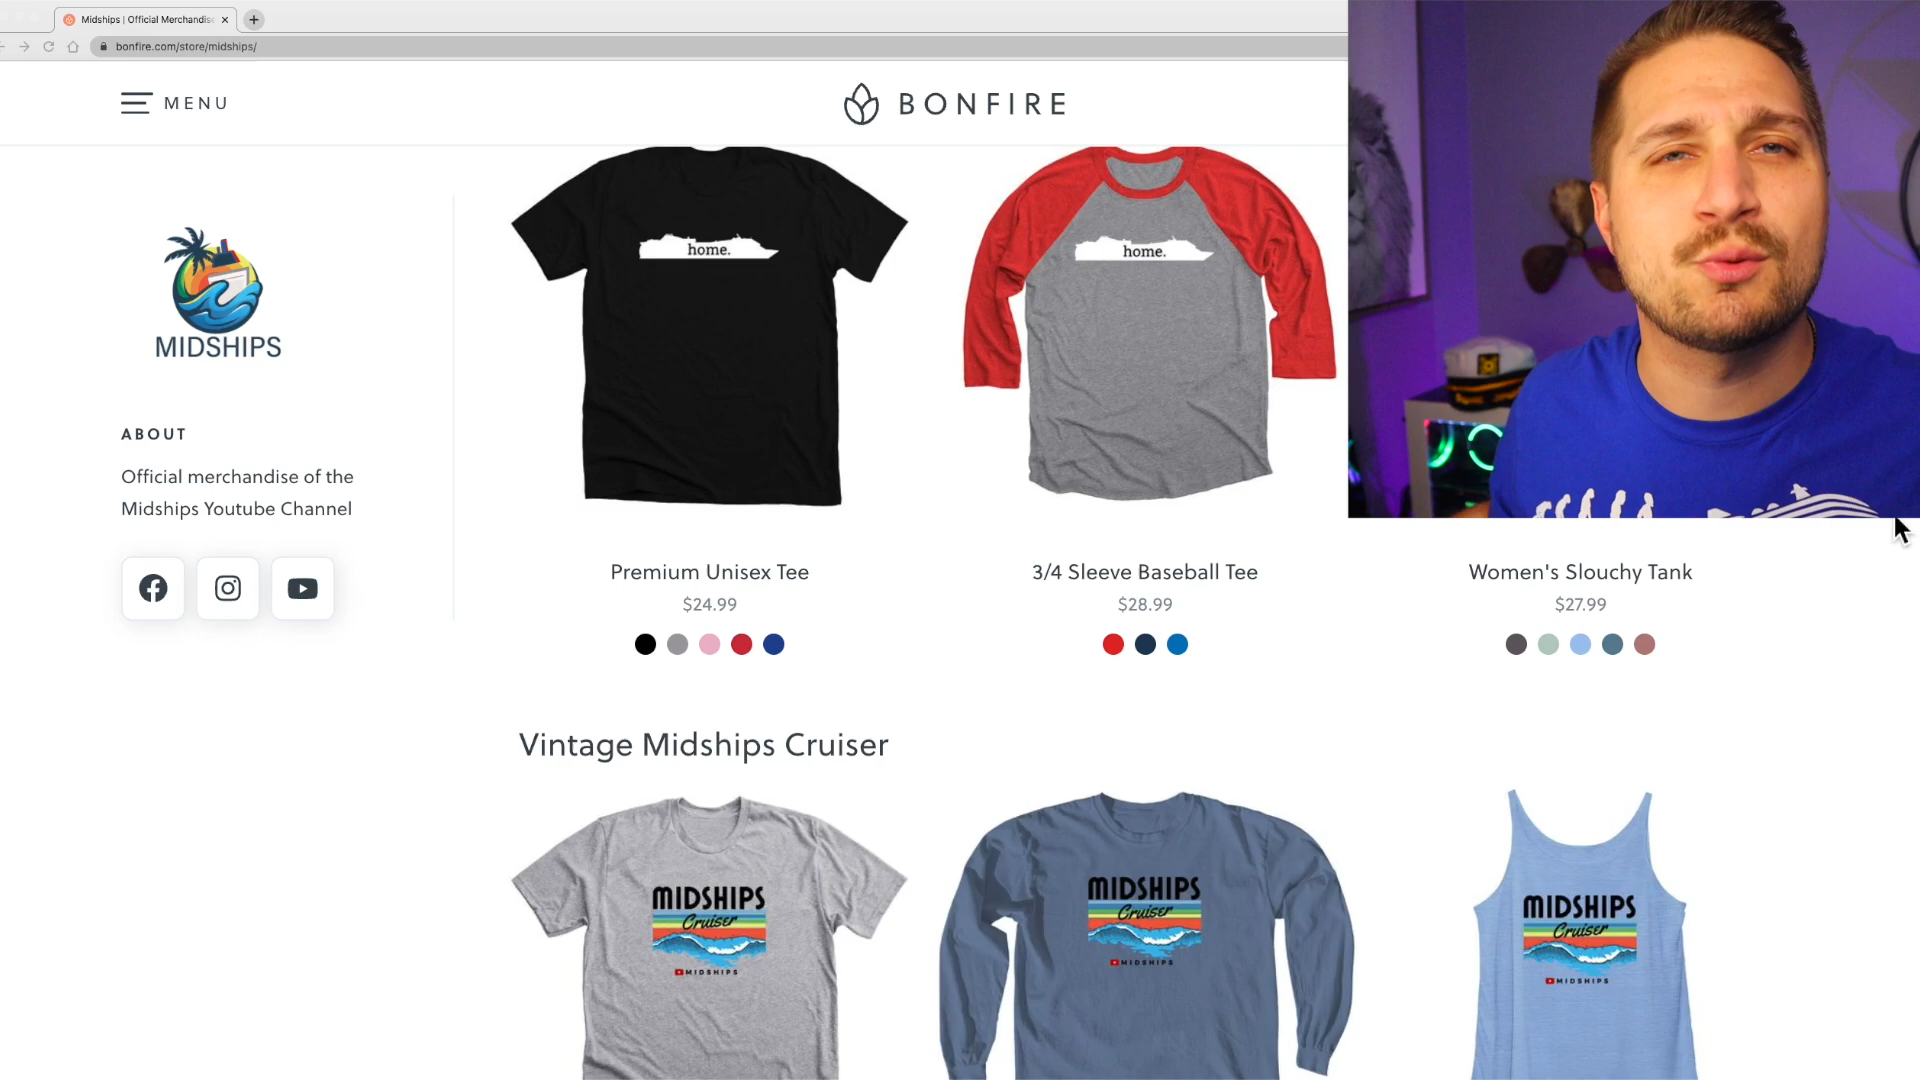 Midships | Official Merchandise
bonfire.com/store/midships/
MENU
BONFIRE
home.
home.
MIDSHIPS
ABOUT
Official merchandise of the
Midships Youtube Channel
Premium Unisex Tee
$24.99
3/4 Sleeve Baseball Tee
$28.99
Women's Slouchy Tank
$27.99
Vintage Midships Cruiser
MIDSHIPS
Cruiser
MIDSHIPS
MIDSHIPS
Cruiser
MIDSHIPS
MIDSHIPS
Cruiser
MIDSHIPS